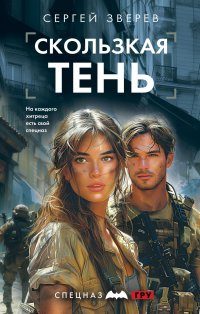 СЕРГЕЙ ЗВЕРЕВ
СКОЛЬЗКАЯ
ТЕНЬ
На каждого
хитреца
есть свой
спецназ
СПЕЦНАЗ ГРУ